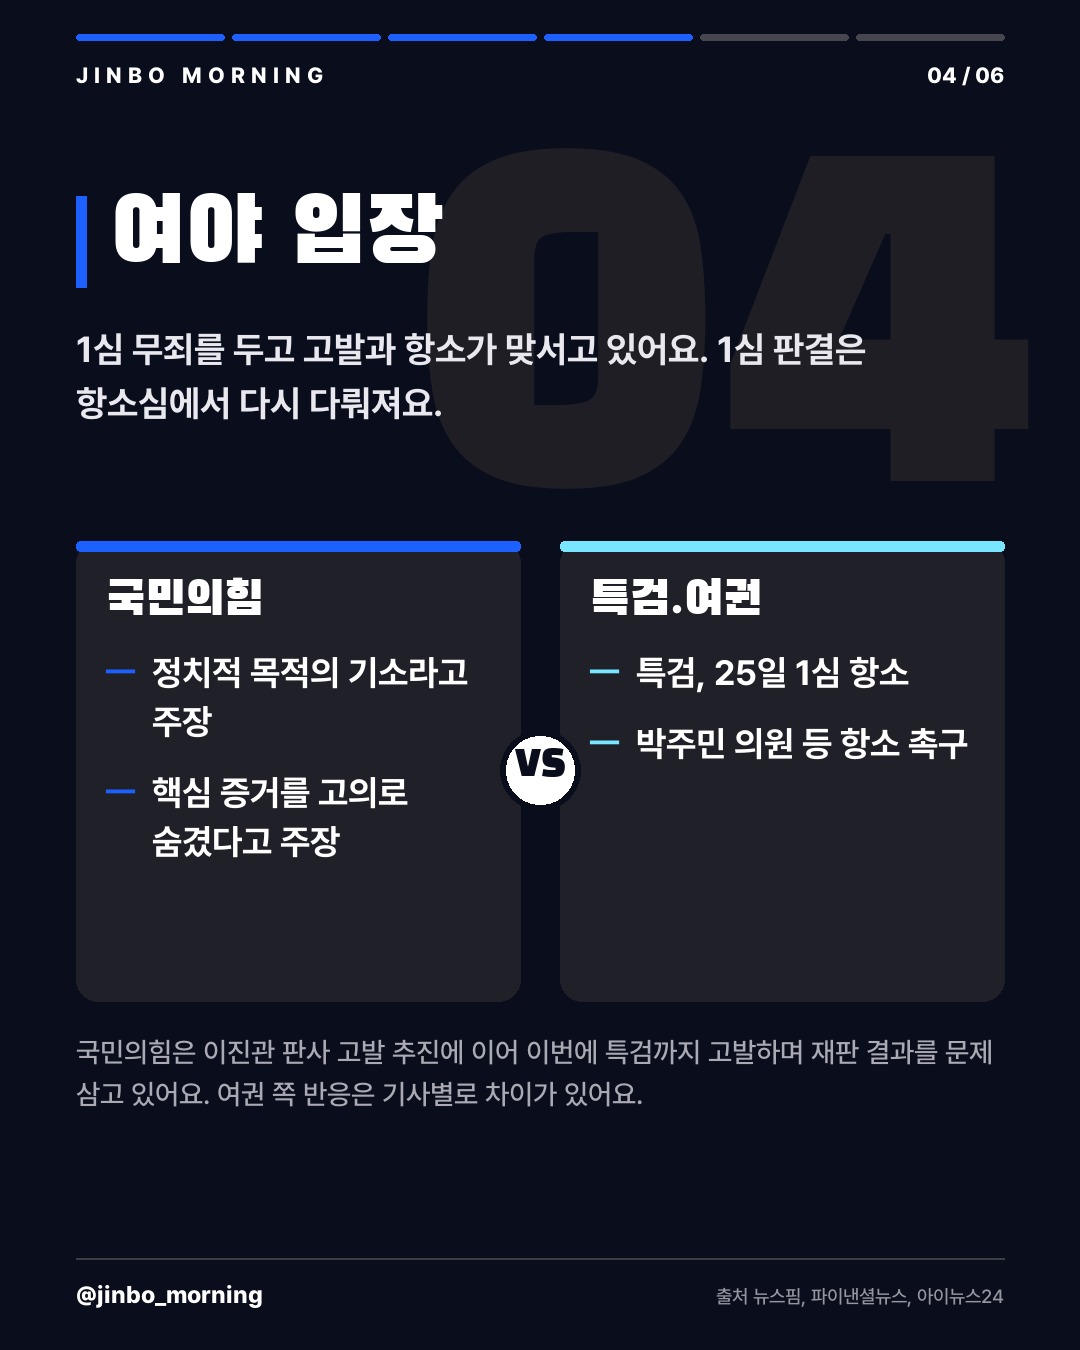 JINBO MORNING
04 / 06
04
여야 입장
1심 무죄를 두고 고발과 항소가 맞서고 있어요. 1심 판결은
항소심에서 다시 다뤄져요.
국민의힘
— 정치적 목적의 기소라고
주장
— 핵심 증거를 고의로
숨겼다고 주장
VS
특검.여권
— 특검, 25일 1심 항소
— 박주민 의원 등 항소 촉구
국민의힘은 이진관 판사 고발 추진에 이어 이번에 특검까지 고발하며 재판 결과를 문제
삼고 있어요. 여권 쪽 반응은 기사별로 차이가 있어요.
@jinbo_morning
출처 뉴스핌, 파이낸셜뉴스, 아이뉴스24